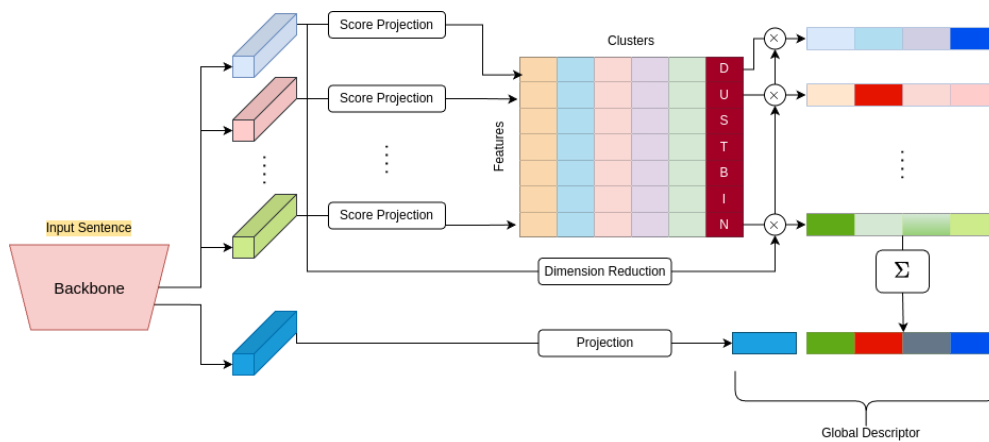 Score Projection
Clusters
Score Projection
Features
Score Projection
D
U
S
T
B
I
N
×
×
×
Input Sentence
Backbone
Dimension Reduction
Σ
Projection
Global Descriptor